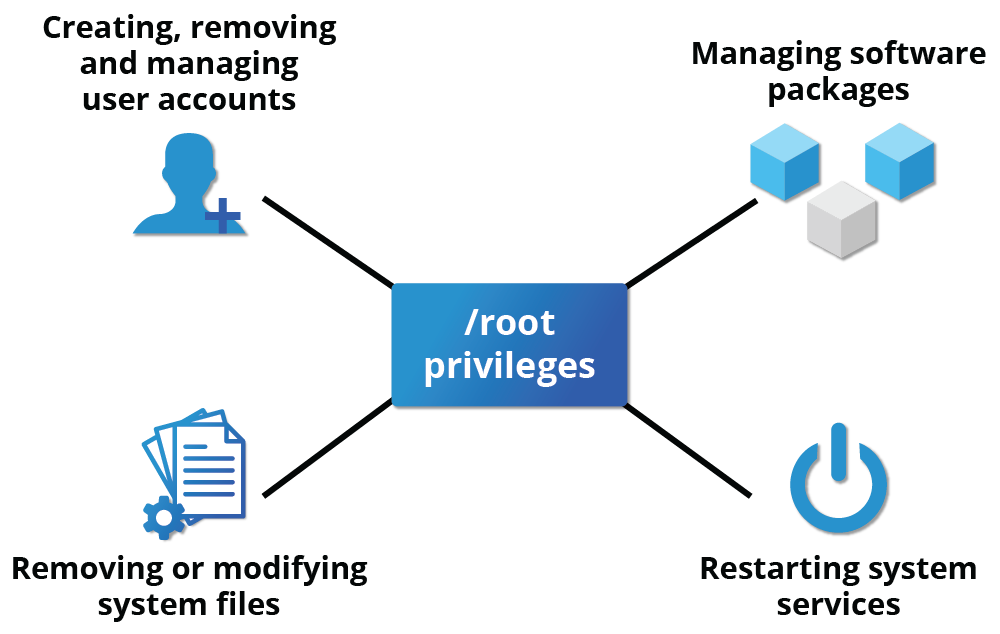 Creating, removing
and managing
user accounts
Managing software
packages
/root
privileges
Removing or modifying
system files
Restarting system
services